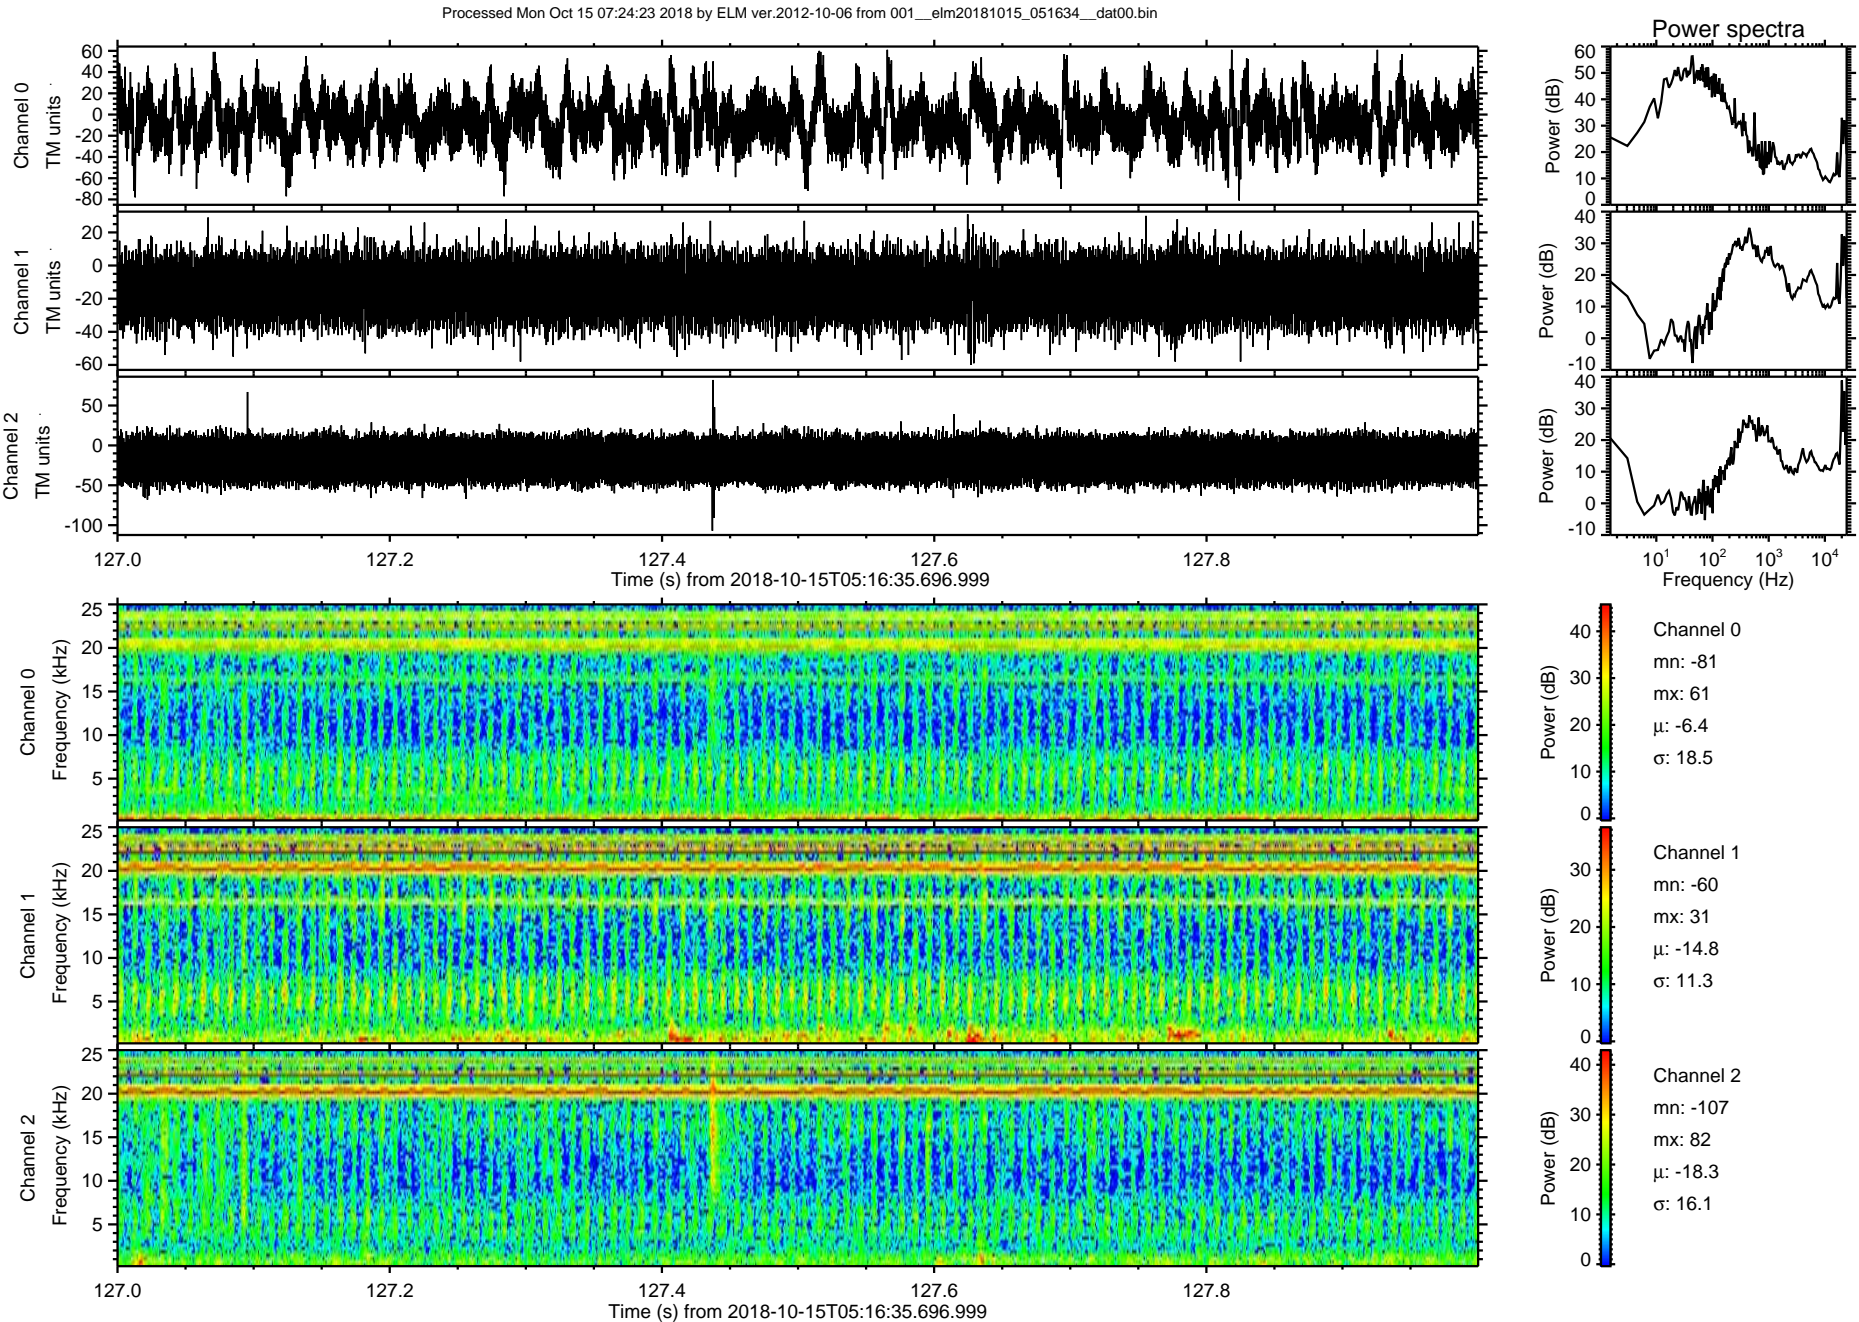 Processed Mon Oct 15 07:24:23 2018 by ELM ver.2012-10-06 from 001__elm20181015_051634__dat00.bin
Power spectra
Channel 0
TM units
60
40
20
0
-20
-40
-60
-80
Power (dB)
60
50
40
30
20
10
0
Channel 1
TM units
20
0
-20
-40
-60
Power (dB)
40
30
20
10
0
-10
Channel 2
TM units
50
0
-50
-100
Power (dB)
40
30
20
10
0
-10
127.0 127.2 127.4 127.6 127.8
Time (s) from 2018-10-15T05:16:35.696.999
10¹ 10² 10³ 10⁴
Frequency (Hz)
Channel 0
Frequency (kHz)
25
20
15
10
5
Power (dB)
40
30
20
10
0
Channel 0
mn: -81
mx: 61
μ: -6.4
σ: 18.5
Channel 1
Frequency (kHz)
25
20
15
10
5
Power (dB)
30
20
10
0
Channel 1
mn: -60
mx: 31
μ: -14.8
σ: 11.3
Channel 2
Frequency (kHz)
25
20
15
10
5
Power (dB)
40
30
20
10
0
Channel 2
mn: -107
mx: 82
μ: -18.3
σ: 16.1
127.0 127.2 127.4 127.6 127.8
Time (s) from 2018-10-15T05:16:35.696.999